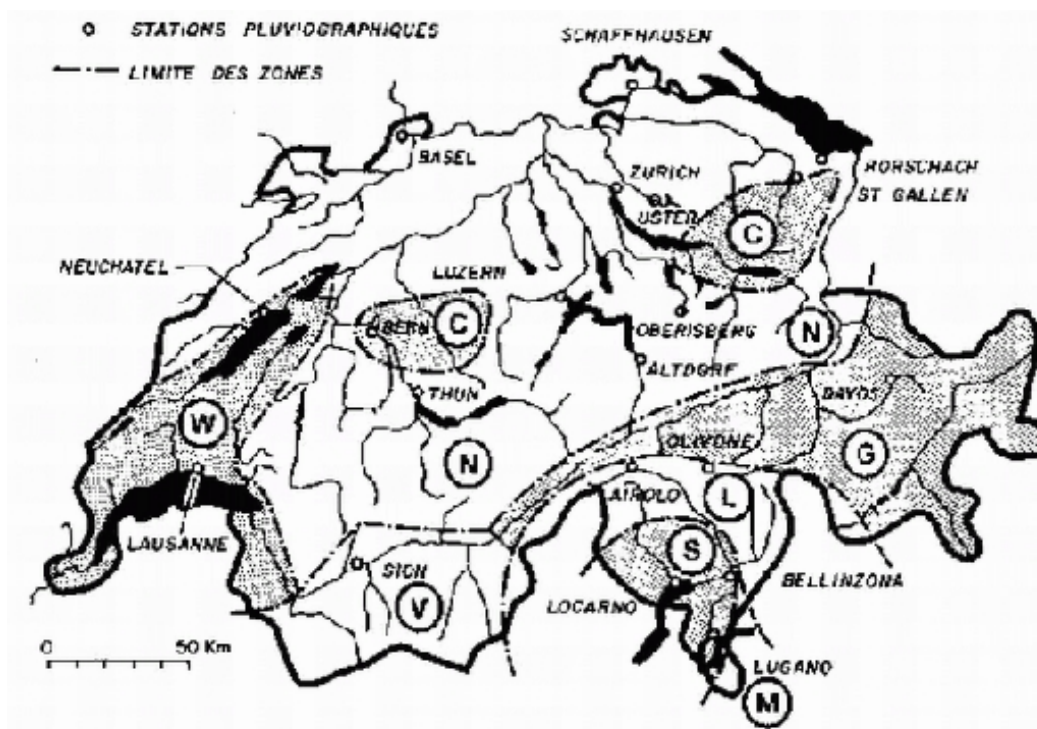 STATIONS PLUVIOGRAPHIQUES
LIMITE DES ZONES
SCHAFFHAUSEN
BASEL
ZURICH
RORSCHACH
ST GALLEN
USTER
C
NEUCHATEL
LUZERN
BERN
C
OBERISBERG
N
ALTDORF
THUN
DAVOS
W
OLIVONE
G
N
AIROLO
L
LAUSANNE
S
SION
BELLINZONA
V
LOCARNO
0 50 Km
LUGANO
M